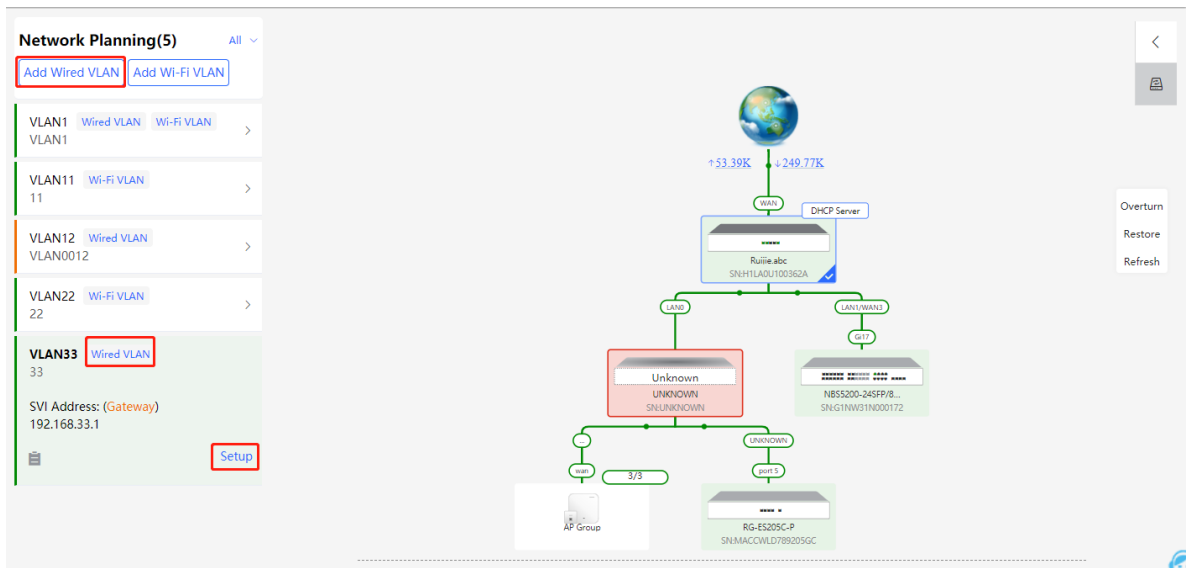 Network Planning(5) All
Add Wired VLAN Add Wi-Fi VLAN
VLAN1 Wired VLAN Wi-Fi VLAN
VLAN1
VLAN11 Wi-Fi VLAN
11
VLAN12 Wired VLAN
VLAN0012
VLAN22 Wi-Fi VLAN
22
VLAN33 Wired VLAN
33
SVI Address: (Gateway)
192.168.33.1
Setup
↑53.39K ↓249.77K
WAN
DHCP Server
Ruijie.abc
SN:H1LA0U100362A
LAN0
LAN1/WAN3
Gi17
Unknown
UNKNOWN
SN:UNKNOWN
NBS5200-24SFP/8...
SN:G1NW31N000172
...
UNKNOWN
wan
3/3
port 5
AP Group
RG-ES205C-P
SN:MACCWLD789205GC
Overturn
Restore
Refresh